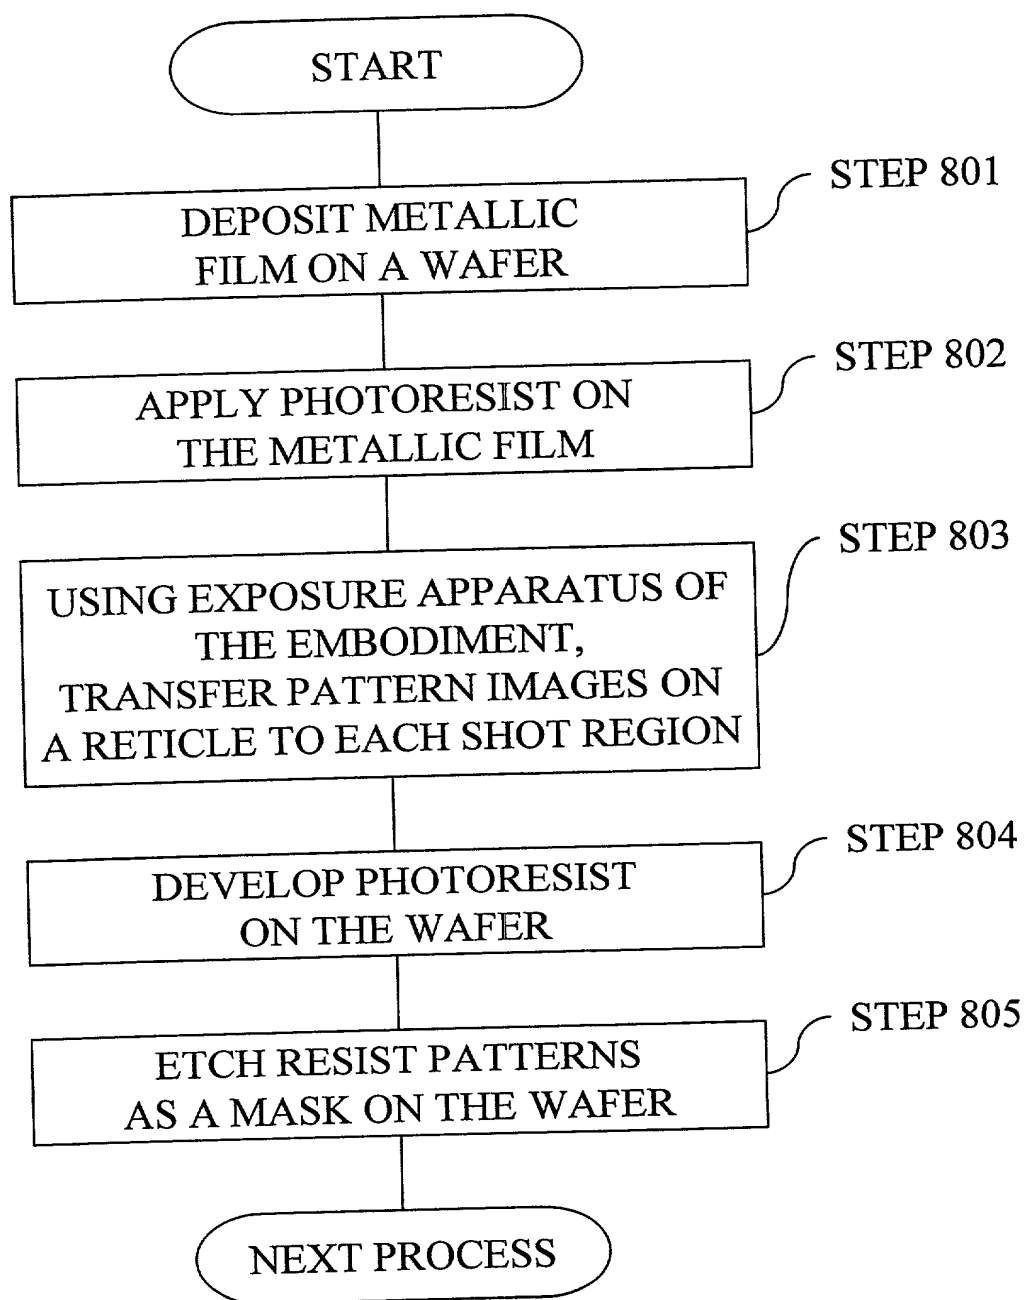 START
STEP 801
DEPOSIT METALLIC
FILM ON A WAFER
STEP 802
APPLY PHOTORESIST ON
THE METALLIC FILM
STEP 803
USING EXPOSURE APPARATUS OF
THE EMBODIMENT,
TRANSFER PATTERN IMAGES ON
A RETICLE TO EACH SHOT REGION
STEP 804
DEVELOP PHOTORESIST
ON THE WAFER
STEP 805
ETCH RESIST PATTERNS
AS A MASK ON THE WAFER
NEXT PROCESS